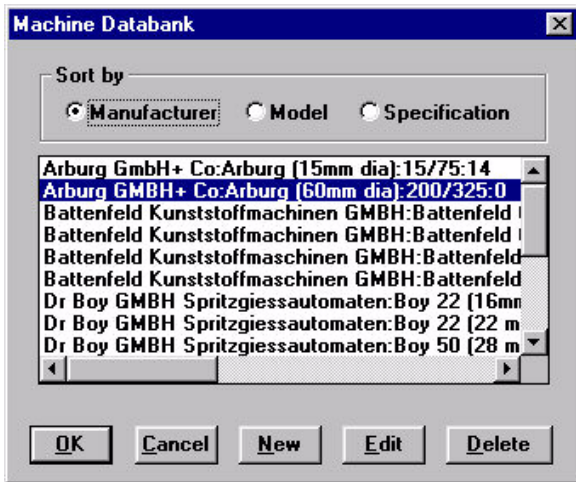 Machine Databank
Sort by
Manufacturer Model Specification
Arburg GmbH+ Co:Arburg (15mm dia):15/75:14
Arburg GMBH+ Co:Arburg (60mm dia):200/325:0
Battenfeld Kunststoffmachinen GMBH:Battenfeld
Battenfeld Kunststoffmachinen GMBH:Battenfeld
Battenfeld Kunststoffmaschinen GMBH:Battenfeld
Battenfeld Kunststoffmaschinen GMBH:Battenfeld
Dr Boy GMBH Spritzgiessautomaten:Boy 22 (16mm
Dr Boy GMBH Spritzgiessautomaten:Boy 22 (22 m
Dr Boy GMBH Spritzgiessautomaten:Boy 50 (28 m
OK Cancel New Edit Delete